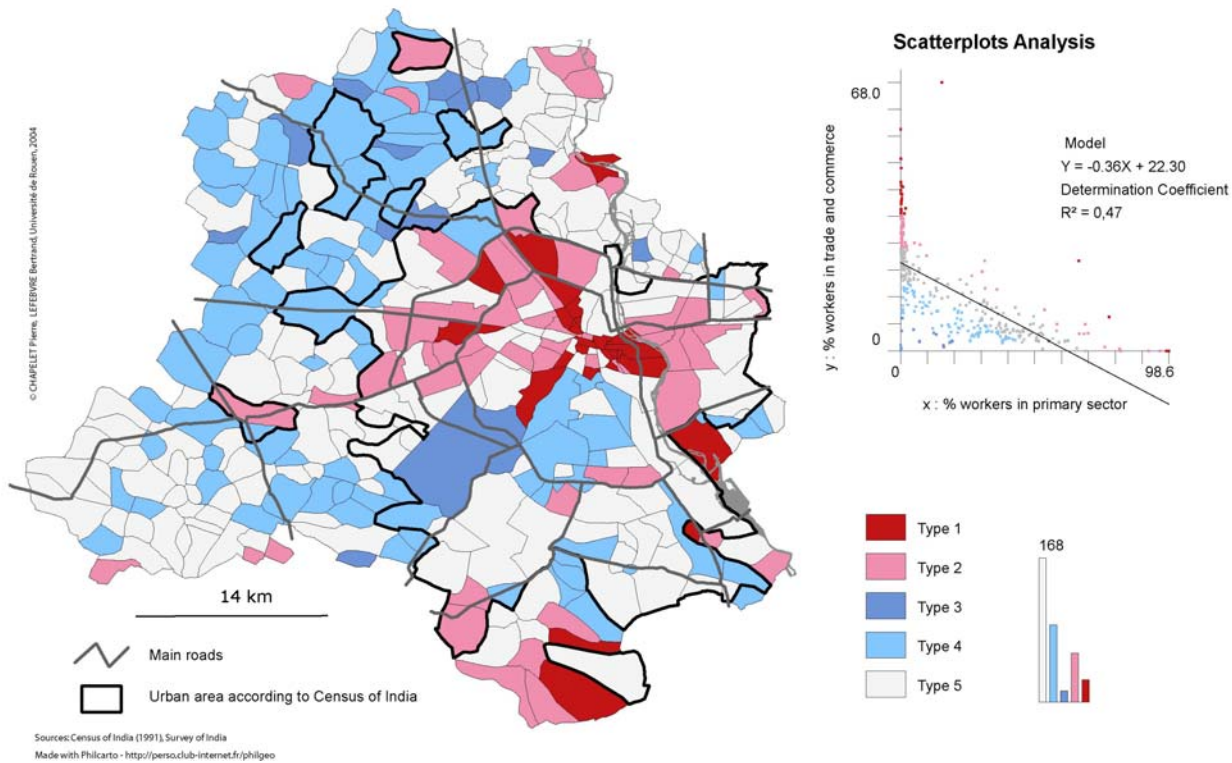 © CHAPELET Pierre, LEFEBVRE Bertrand, Université de Rouen, 2004
14 km
Main roads
Urban area according to Census of India
Sources: Census of India (1991), Survey of India
Made with Philcarto - http://perso.club-internet.fr/philgeo
Scatterplots Analysis
68.0
Model
Y = -0.36X + 22.30
Determination Coefficient
R² = 0,47
y : % workers in trade and commerce
0
0
98.6
x : % workers in primary sector
Type 1
Type 2
Type 3
Type 4
Type 5
168